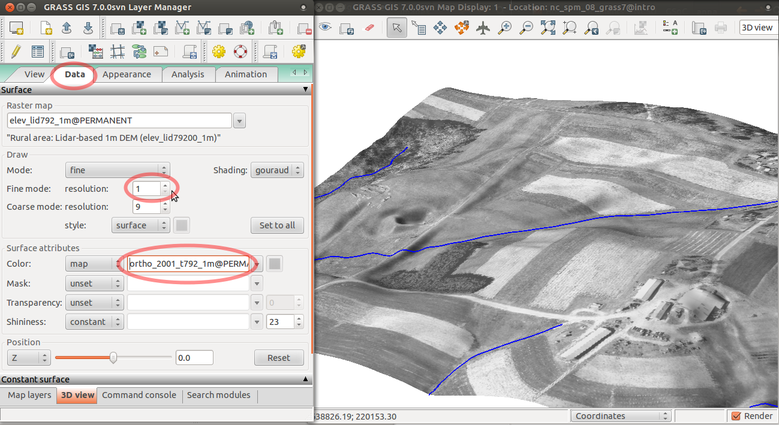 GRASS GIS 7.0.0svn Layer Manager
GRASS GIS 7.0.0svn Map Display: 1 - Location: nc_spm_08_grass7@intro
3D view
View Data Appearance Analysis Animation
Surface
Raster map
elev_lid792_1m@PERMANENT
"Rural area: Lidar-based 1m DEM (elev_lid79200_1m)"
Draw
Mode: fine Shading: gouraud
Fine mode: resolution: 1
Coarse mode: resolution: 9
style: surface Set to all
Surface attributes
Color: map ortho_2001_t792_1m@PERMA
Mask: unset
Transparency: unset 0
Shininess: constant 23
Position
Z 0.0 Reset
Constant surface
Map layers 3D view Command console Search modules
38826.19; 220153.30 Coordinates Render